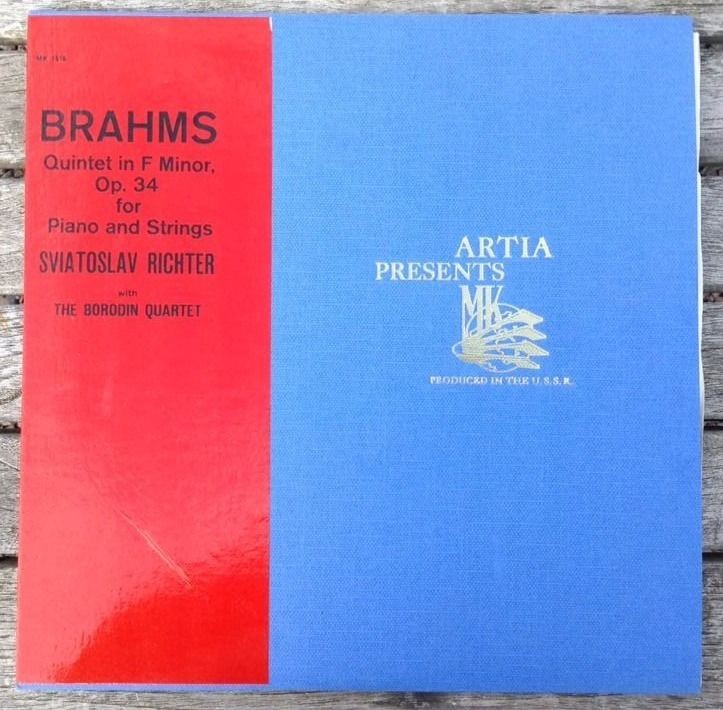 BRAHMS
Quintet in F Minor,
Op. 34
for
Piano and Strings
SVIATOSLAV RICHTER
with
THE BORODIN QUARTET
ARTIA
PRESENTS
MK
PRODUCED IN THE U.S.S.R.